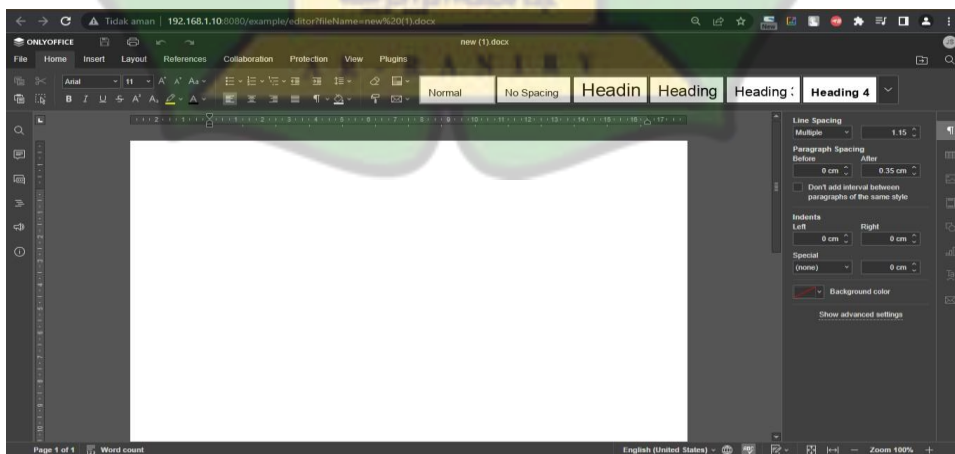 Tidak aman | 192.168.1.10:8080/example/editor?fileName=new%20(1).docx
ONLYOFFICE new (1).docx JS
File Home Insert Layout References Collaboration Protection View Plugins
Arial 11
Normal No Spacing Headin Heading Heading Heading 4
Line Spacing
Multiple 1.15
Paragraph Spacing
Before After
0 cm 0.35 cm
Don't add interval between
paragraphs of the same style
Indents
Left Right
0 cm 0 cm
Special
(none) 0 cm
Background color
Show advanced settings
Page 1 of 1 Word count English (United States) Zoom 100%